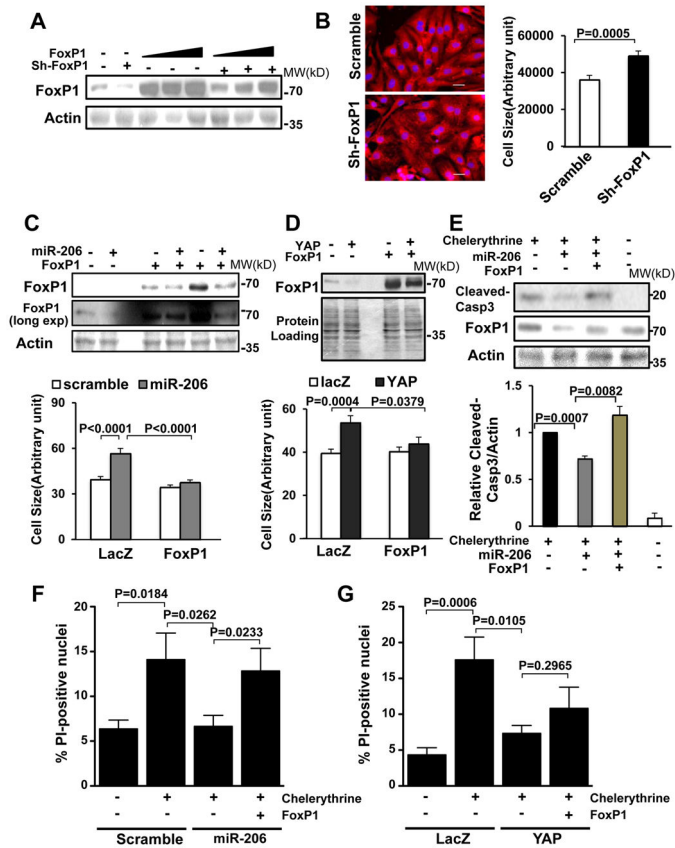 A
FoxP1 - -
Sh-FoxP1 - + - - - + + + MW(kD)
FoxP1 -70
Actin -35
B
Scramble
Sh-FoxP1
Cell Size(Arbitrary unit)
P=0.0005
60000
40000
20000
0
Scramble
Sh-FoxP1
C
miR-206 - + - + - +
FoxP1 - - + + + + MW(kD)
FoxP1 -70
FoxP1
(long exp) -70
Actin -35
scramble miR-206
Cell Size(Arbitrary unit)
90
60
30
0
P<0.0001 P<0.0001
LacZ FoxP1
D
YAP - + - +
FoxP1 - - + + MW(kD)
FoxP1 -70
Protein
Loading -35
lacZ YAP
Cell Size(Arbitrary unit)
60
40
20
0
P=0.0004 P=0.0379
LacZ FoxP1
E
Chelerythrine + + + -
miR-206 - + + -
FoxP1 - - + - MW(kD)
Cleaved-
Casp3 -20
FoxP1 -70
Actin -35
Relative Cleaved-
Casp3/Actin
1.5
1
0.5
0
P=0.0082
P=0.0007
Chelerythrine + + + -
miR-206 - + + -
FoxP1 - - + -
F
% PI-positive nuclei
20
15
10
5
0
P=0.0184
P=0.0262
P=0.0233
- + + + Chelerythrine
- - - + FoxP1
Scramble miR-206
G
% PI-positive nuclei
25
20
15
10
5
0
P=0.0006
P=0.0105
P=0.2965
- + + + Chelerythrine
- - - + FoxP1
LacZ YAP